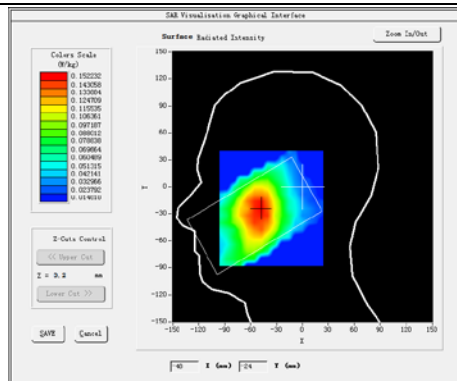 SAR Visualisation Graphical Interface
Surface Radiated Intensity
Zoom In/Out
Colors Scale
(W/kg)
0.152232
0.143058
0.133884
0.124709
0.115535
0.106361
0.097187
0.088012
0.078838
0.069664
0.060489
0.051315
0.042141
0.032966
0.023792
0.014618
Z-Cuts Control
<< Upper Cut
Z = 3.2 mm
Lower Cut >>
SAVE
Cancel
150
120
90
60
30
Y
0
-30
-60
-90
-120
-150
-150 -120 -90 -60 -30 0 30 60 90 120 150
X
-48 X (mm) -24 Y (mm)